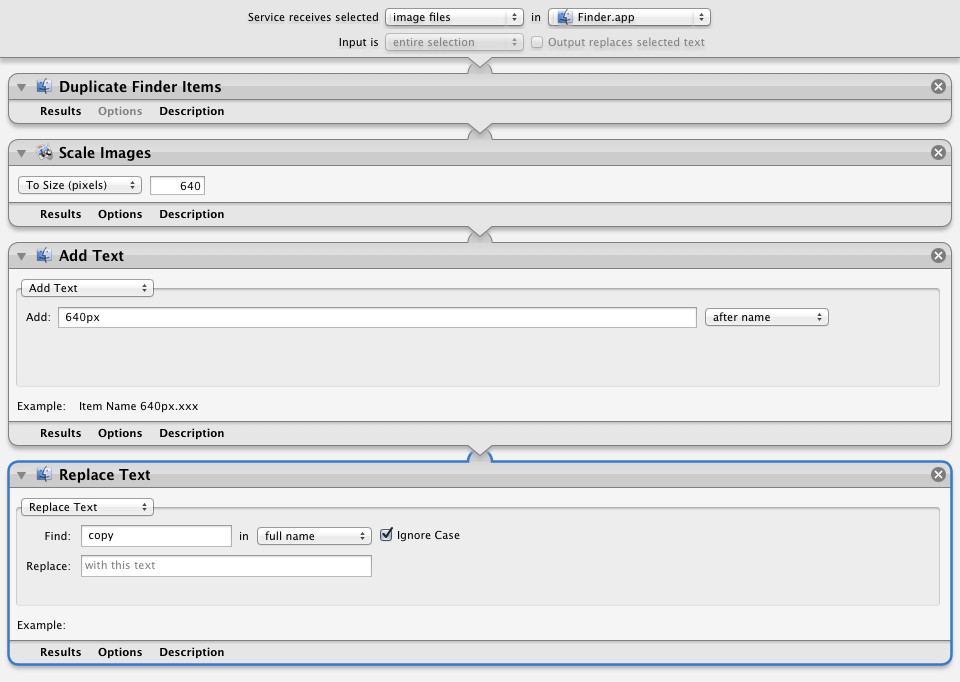 Service receives selected image files in Finder.app
Input is entire selection Output replaces selected text
Duplicate Finder Items
Results Options Description
Scale Images
To Size (pixels) 640
Results Options Description
Add Text
Add Text
Add: 640px after name
Example: Item Name 640px.xxx
Results Options Description
Replace Text
Replace Text
Find: copy in full name Ignore Case
Replace: with this text
Example:
Results Options Description